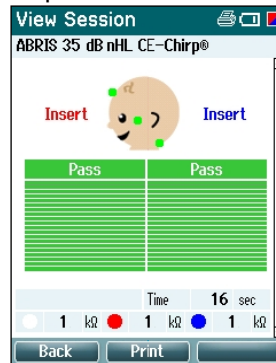 View Session
ABRIS 35 dB nHL CE-Chirp®
Insert Insert
Pass Pass
Time 16 sec
1 kΩ 1 kΩ 1 kΩ
Back Print